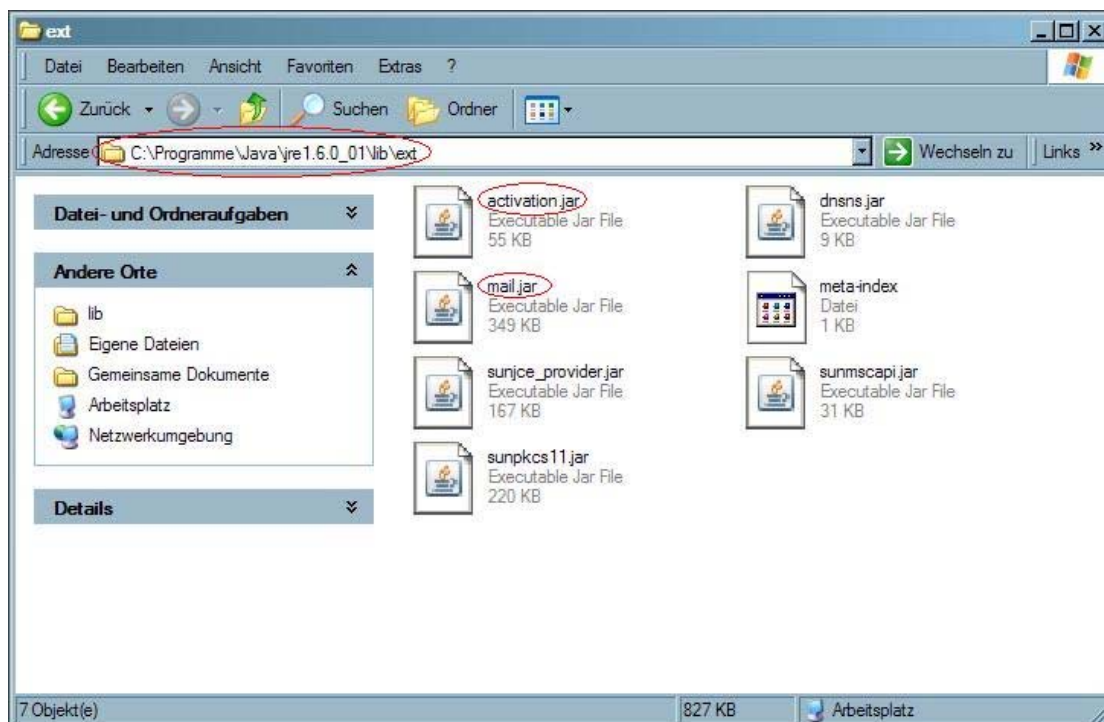 ext
Datei Bearbeiten Ansicht Favoriten Extras ?
Zurück Suchen Ordner
Adresse C:\Programme\Java\jre1.6.0_01\lib\ext Wechseln zu Links »
Datei- und Ordneraufgaben
Andere Orte
lib
Eigene Dateien
Gemeinsame Dokumente
Arbeitsplatz
Netzwerkumgebung
Details
activation.jar
Executable Jar File
55 KB
dnsns.jar
Executable Jar File
9 KB
mail.jar
Executable Jar File
349 KB
meta-index
Datei
1 KB
sunjce_provider.jar
Executable Jar File
167 KB
sunmscapi.jar
Executable Jar File
31 KB
sunpkcs11.jar
Executable Jar File
220 KB
7 Objekt(e) 827 KB Arbeitsplatz